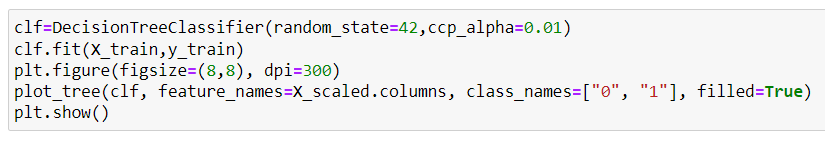 clf=DecisionTreeClassifier(random_state=42,ccp_alpha=0.01)
clf.fit(X_train,y_train)
plt.figure(figsize=(8,8), dpi=300)
plot_tree(clf, feature_names=X_scaled.columns, class_names=["0", "1"], filled=True)
plt.show()